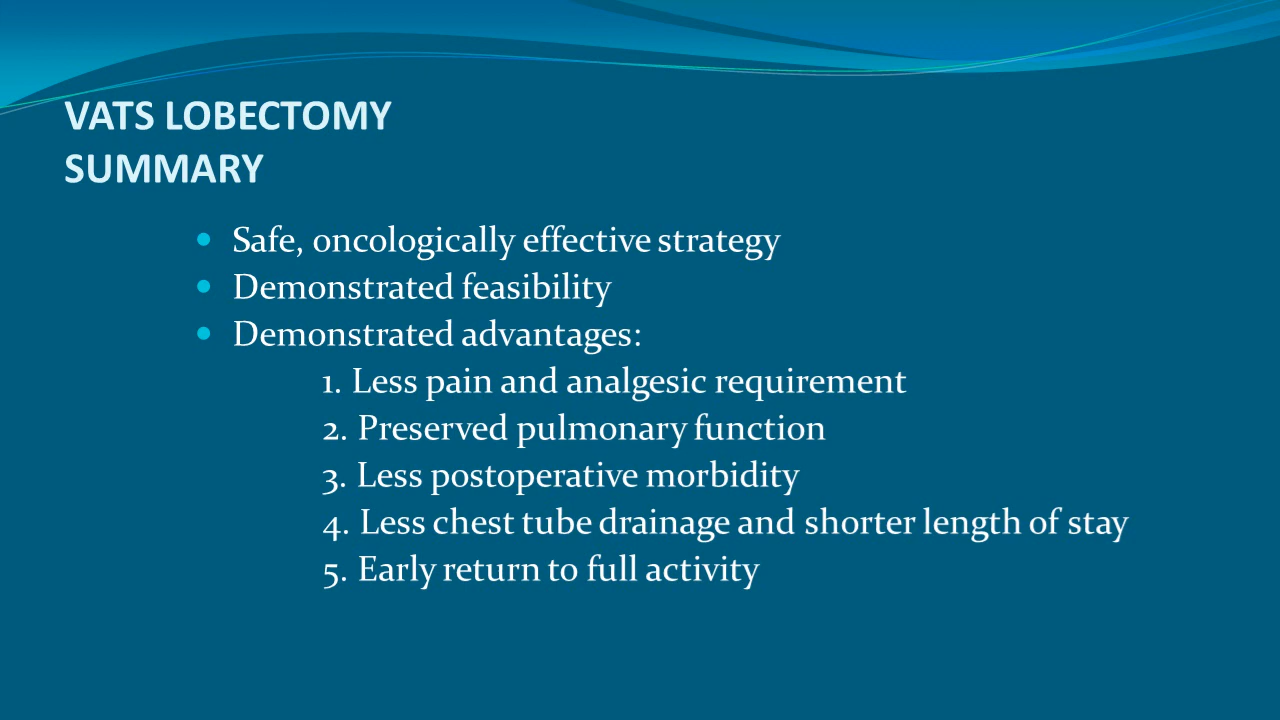 VATS LOBECTOMY
SUMMARY
• Safe, oncologically effective strategy
• Demonstrated feasibility
• Demonstrated advantages:
1. Less pain and analgesic requirement
2. Preserved pulmonary function
3. Less postoperative morbidity
4. Less chest tube drainage and shorter length of stay
5. Early return to full activity